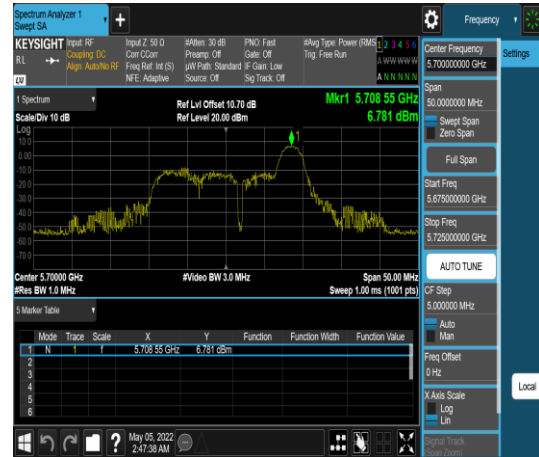 Spectrum Analyzer 1
Swept SA
+
Frequency
KEYSIGHT
RL
LXI
Input: RF
Coupling: DC
Align: Auto/No RF
Input Z: 50 Ω
Corr CCorr
Freq Ref: Int (S)
NFE: Adaptive
#Atten: 30 dB
Preamp: Off
µW Path: Standard
Source: Off
PNO: Fast
Gate: Off
IF Gain: Low
Sig Track: Off
#Avg Type: Power (RMS
Trig: Free Run
1 2 3 4 5 6
A W W W W W
A N N N N N
1 Spectrum
Scale/Div 10 dB
Ref Lvl Offset 10.70 dB
Ref Level 20.00 dBm
Mkr1 5.708 55 GHz
6.781 dBm
Log
10.0
0.00
-10.0
-20.0
-30.0
-40.0
-50.0
-60.0
-70.0
1
Center 5.70000 GHz
#Res BW 1.0 MHz
#Video BW 3.0 MHz
Span 50.00 MHz
Sweep 1.00 ms (1001 pts)
5 Marker Table
Mode Trace Scale X Y Function Function Width Function Value
1 N 1 f 5.708 55 GHz 6.781 dBm
2
3
4
5
6
?
May 05, 2022
2:47:38 AM
Center Frequency
5.700000000 GHz
Span
50.0000000 MHz
Swept Span
Zero Span
Full Span
Start Freq
5.675000000 GHz
Stop Freq
5.725000000 GHz
AUTO TUNE
CF Step
5.000000 MHz
Auto
Man
Freq Offset
0 Hz
X Axis Scale
Log
Lin
Signal Track
(Span Zoom)
Settings
Local